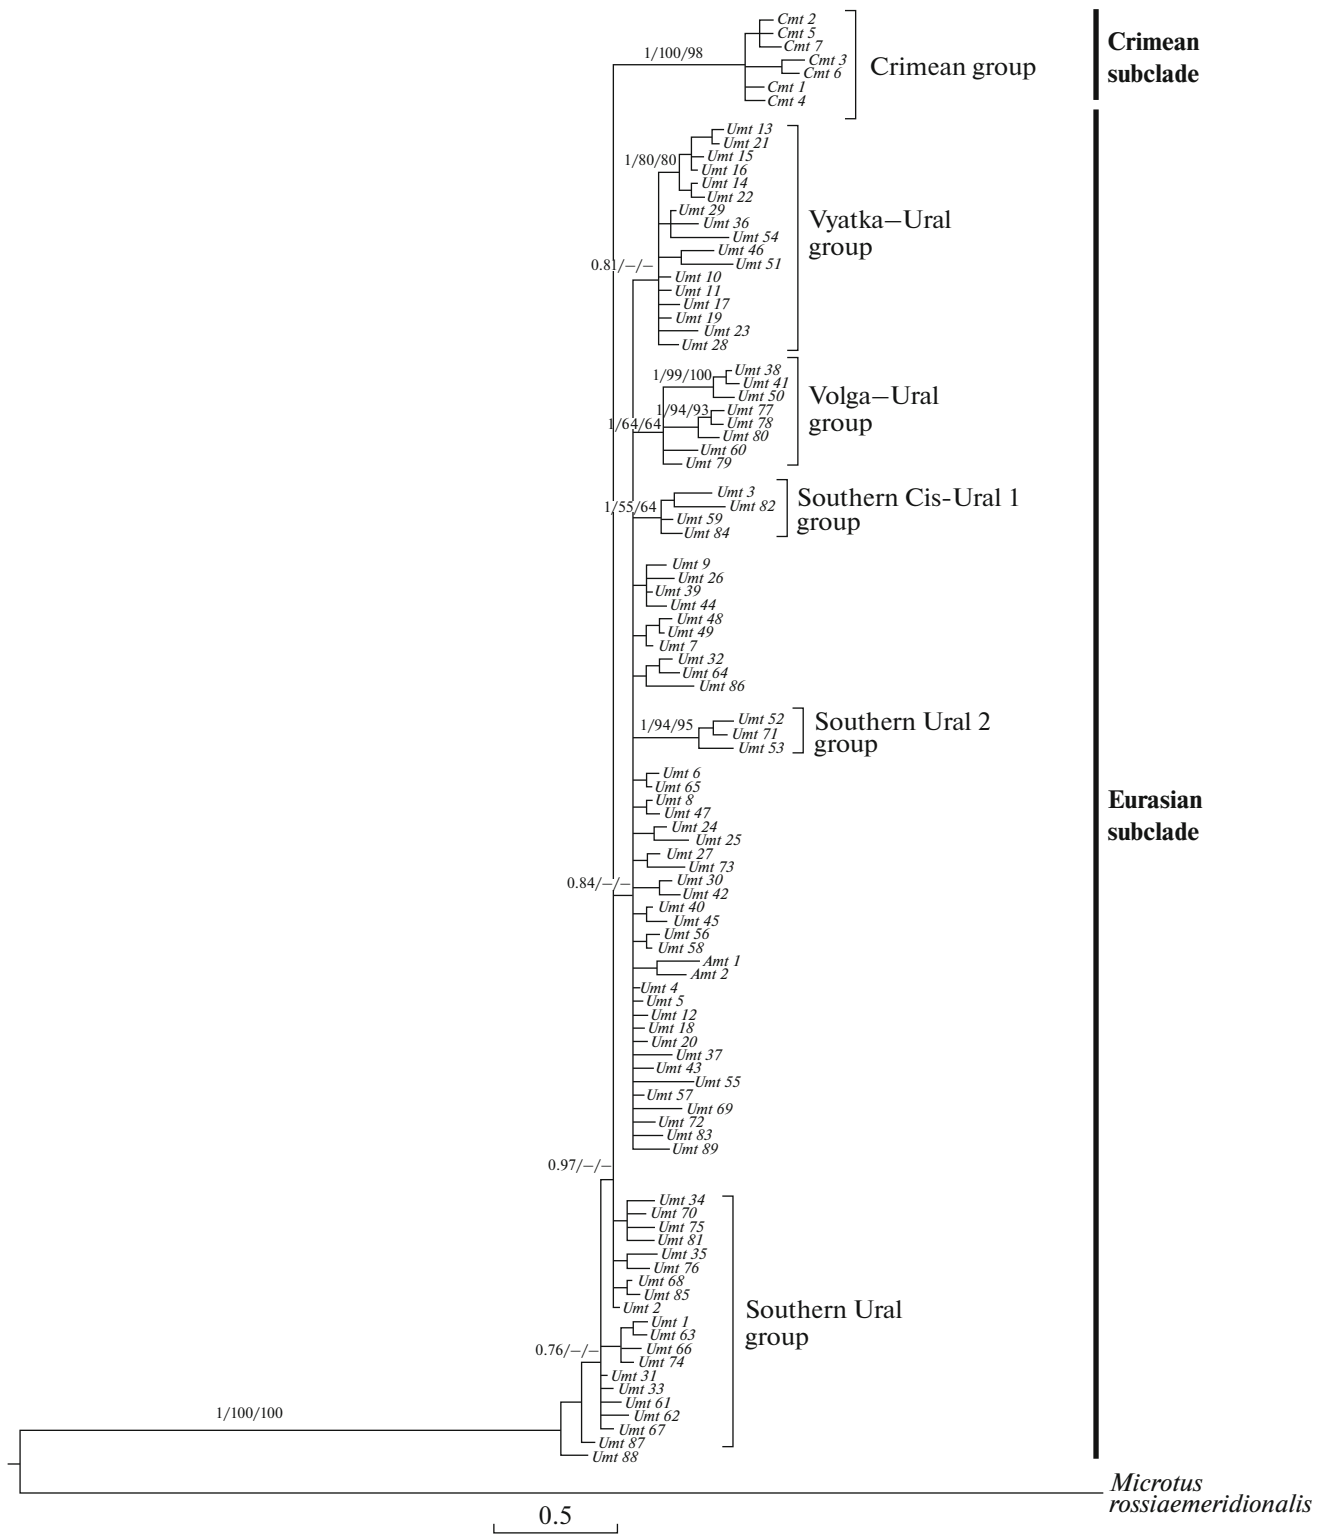 Cmt 2
Cmt 5
Cmt 7
1/100/98
Cmt 3
Cmt 6
Cmt 1
Cmt 4
Crimean group
Crimean
subclade
Umt 13
Umt 21
Umt 15
1/80/80
Umt 16
Umt 14
Umt 22
Umt 29
Umt 36
Umt 54
Umt 46
Umt 51
0.81/–/–
Umt 10
Umt 11
Umt 17
Umt 19
Umt 23
Umt 28
Vyatka–Ural
group
Umt 38
1/99/100
Umt 41
Umt 50
Umt 77
1/94/93
Umt 78
1/64/64
Umt 80
Umt 60
Umt 79
Volga–Ural
group
Umt 3
Umt 82
1/55/64
Umt 59
Umt 84
Southern Cis-Ural 1
group
Umt 9
Umt 26
Umt 39
Umt 44
Umt 48
Umt 49
Umt 7
Umt 32
Umt 64
Umt 86
Umt 52
1/94/95
Umt 71
Umt 53
Southern Ural 2
group
Umt 6
Umt 65
Umt 8
Umt 47
Umt 24
Umt 25
Umt 27
Umt 73
Umt 30
0.84/–/–
Umt 42
Umt 40
Umt 45
Umt 56
Umt 58
Amt 1
Amt 2
Umt 4
Umt 5
Umt 12
Umt 18
Umt 20
Umt 37
Umt 43
Umt 55
Umt 57
Umt 69
Umt 72
Umt 83
Umt 89
Eurasian
subclade
0.97/–/–
Umt 34
Umt 70
Umt 75
Umt 81
Umt 35
Umt 76
Umt 68
Umt 85
Umt 2
Umt 1
Umt 63
0.76/–/–
Umt 66
Umt 74
Umt 31
Umt 33
Umt 61
Umt 62
Umt 67
Umt 87
Umt 88
Southern Ural
group
1/100/100
Microtus
rossiaemeridionalis
0.5